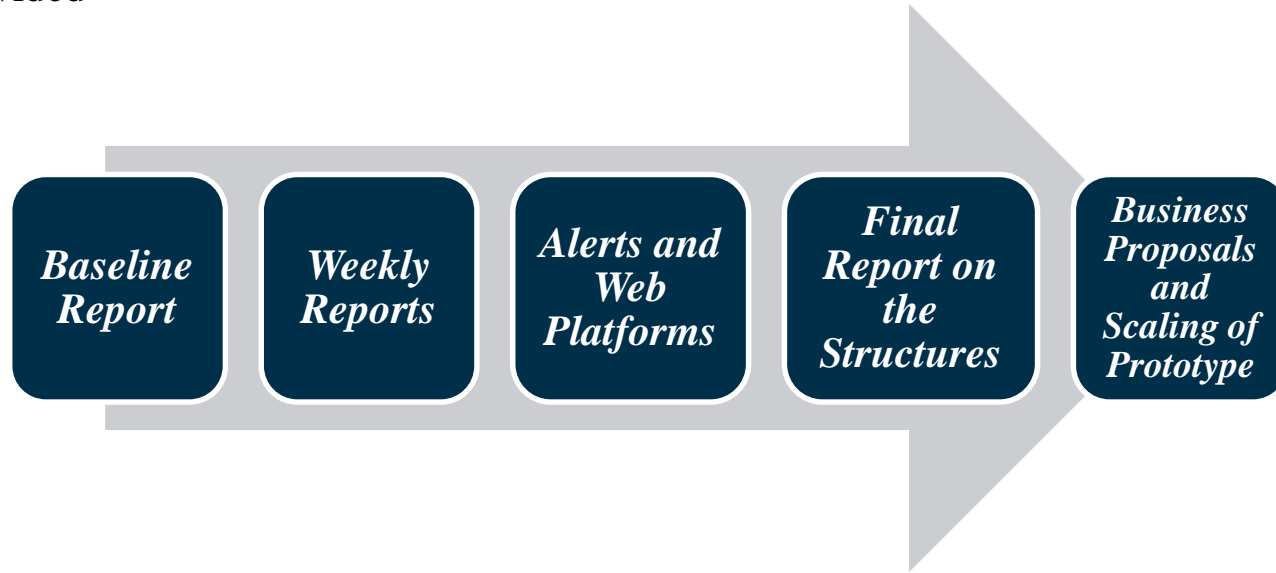 Baseline
Report
Weekly
Reports
Alerts and
Web
Platforms
Final
Report on
the
Structures
Business
Proposals
and
Scaling of
Prototype